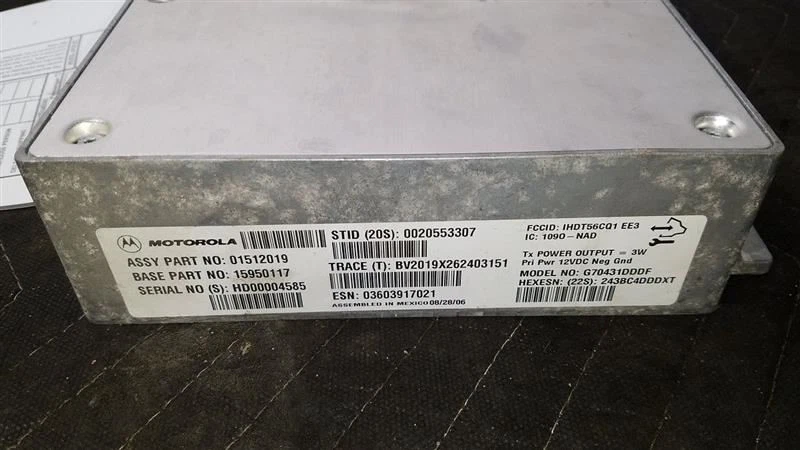 MOTOROLA
ASSY PART NO: 01512019
BASE PART NO: 15950117
SERIAL NO (S): HD00004585
STID (20S): 0020553307
TRACE (T): BV2019X262403151
ESN: 03603917021
ASSEMBLED IN MEXICO 08/28/06
FCCID: IHDT56CQ1 EE3
IC: 109O-NAD
Tx POWER OUTPUT = 3W
Pri Pwr 12VDC Neg Gnd
MODEL NO: G70431DDDF
HEXESN: (22S): 243BC4DDDXT